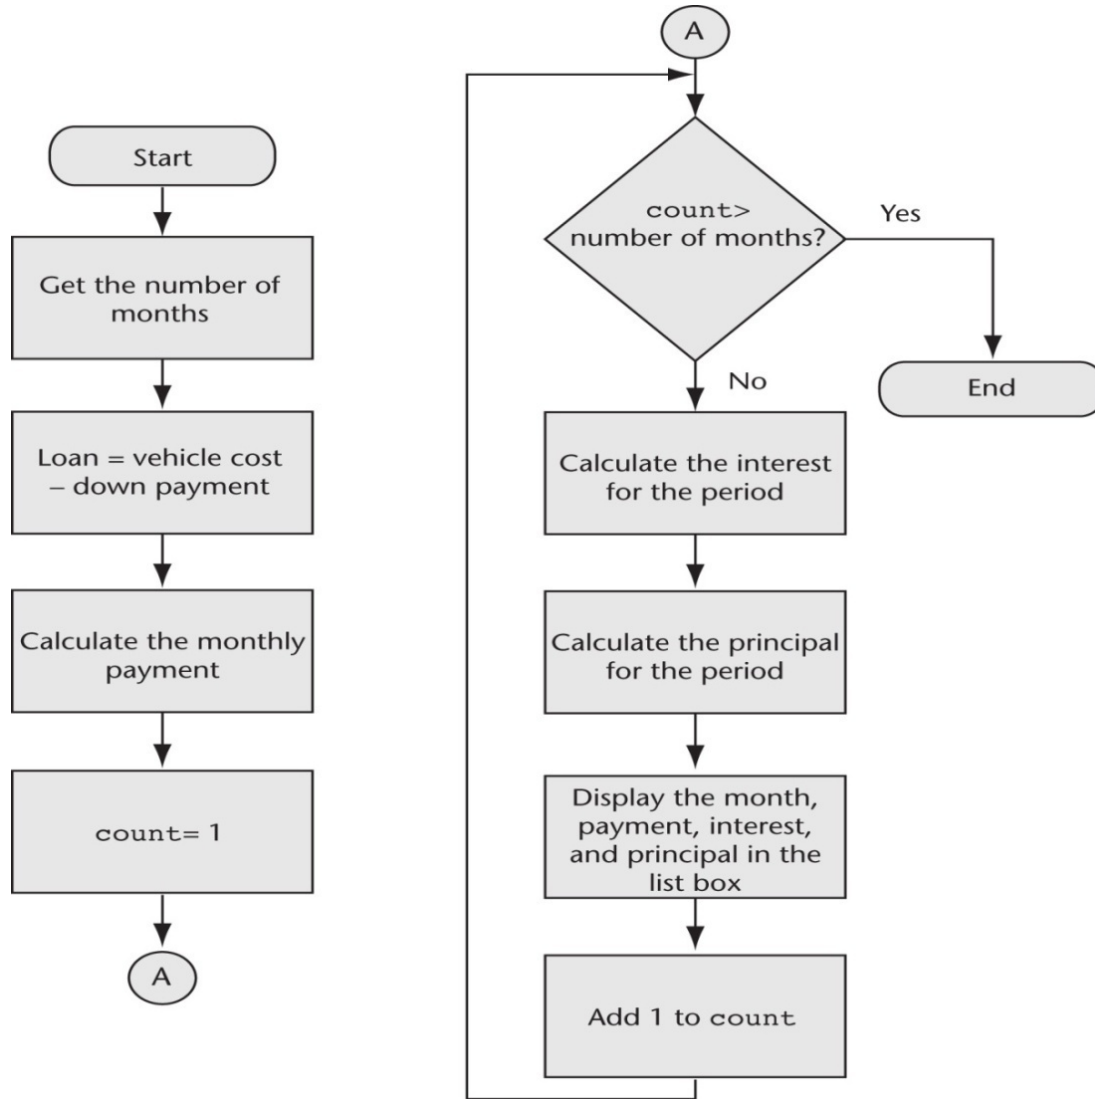 Start
Get the number of
months
Loan = vehicle cost
– down payment
Calculate the monthly
payment
count= 1
A
A
count>
number of months?
Yes
End
No
Calculate the interest
for the period
Calculate the principal
for the period
Display the month,
payment, interest,
and principal in the
list box
Add 1 to count